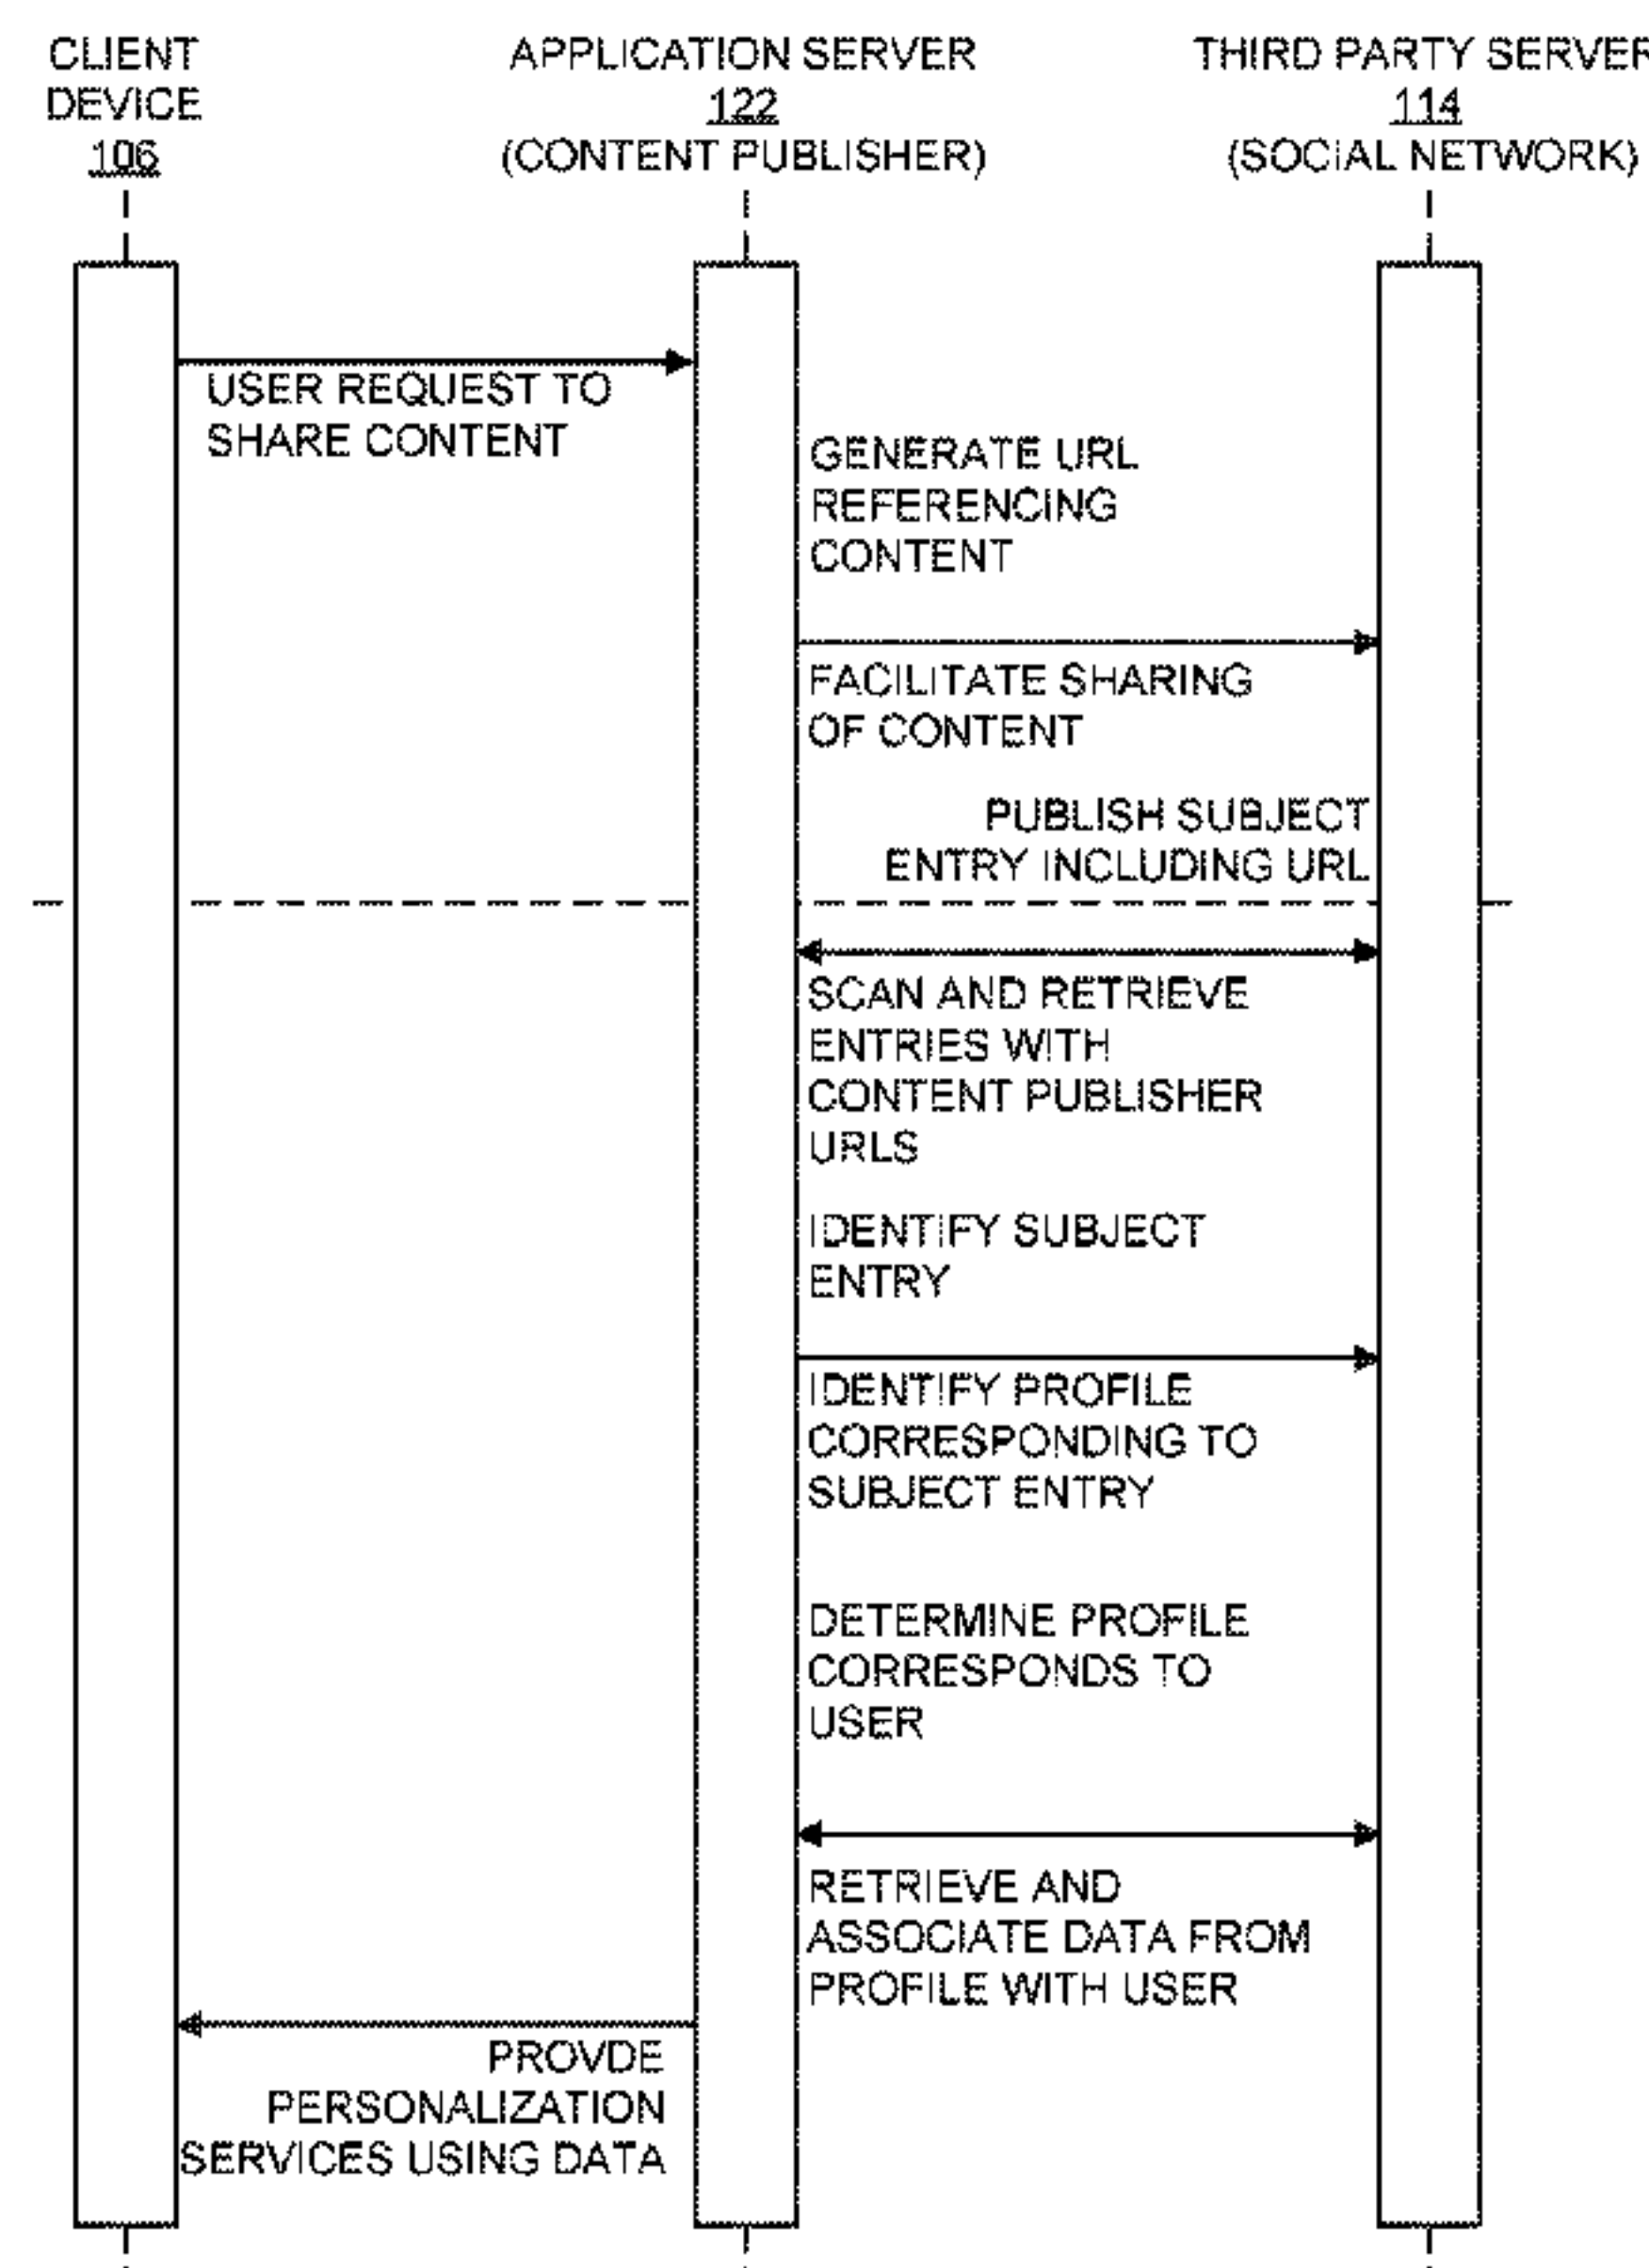 CLIENT
DEVICE
106
APPLICATION SERVER
122
(CONTENT PUBLISHER)
THIRD PARTY SERVER
114
(SOCIAL NETWORK)
USER REQUEST TO
SHARE CONTENT
GENERATE URL
REFERENCING
CONTENT
FACILITATE SHARING
OF CONTENT
PUBLISH SUBJECT
ENTRY INCLUDING URL
SCAN AND RETRIEVE
ENTRIES WITH
CONTENT PUBLISHER
URLS
IDENTIFY SUBJECT
ENTRY
IDENTIFY PROFILE
CORRESPONDING TO
SUBJECT ENTRY
DETERMINE PROFILE
CORRESPONDS TO
USER
RETRIEVE AND
ASSOCIATE DATA FROM
PROFILE WITH USER
PROVDE
PERSONALIZATION
SERVICES USING DATA